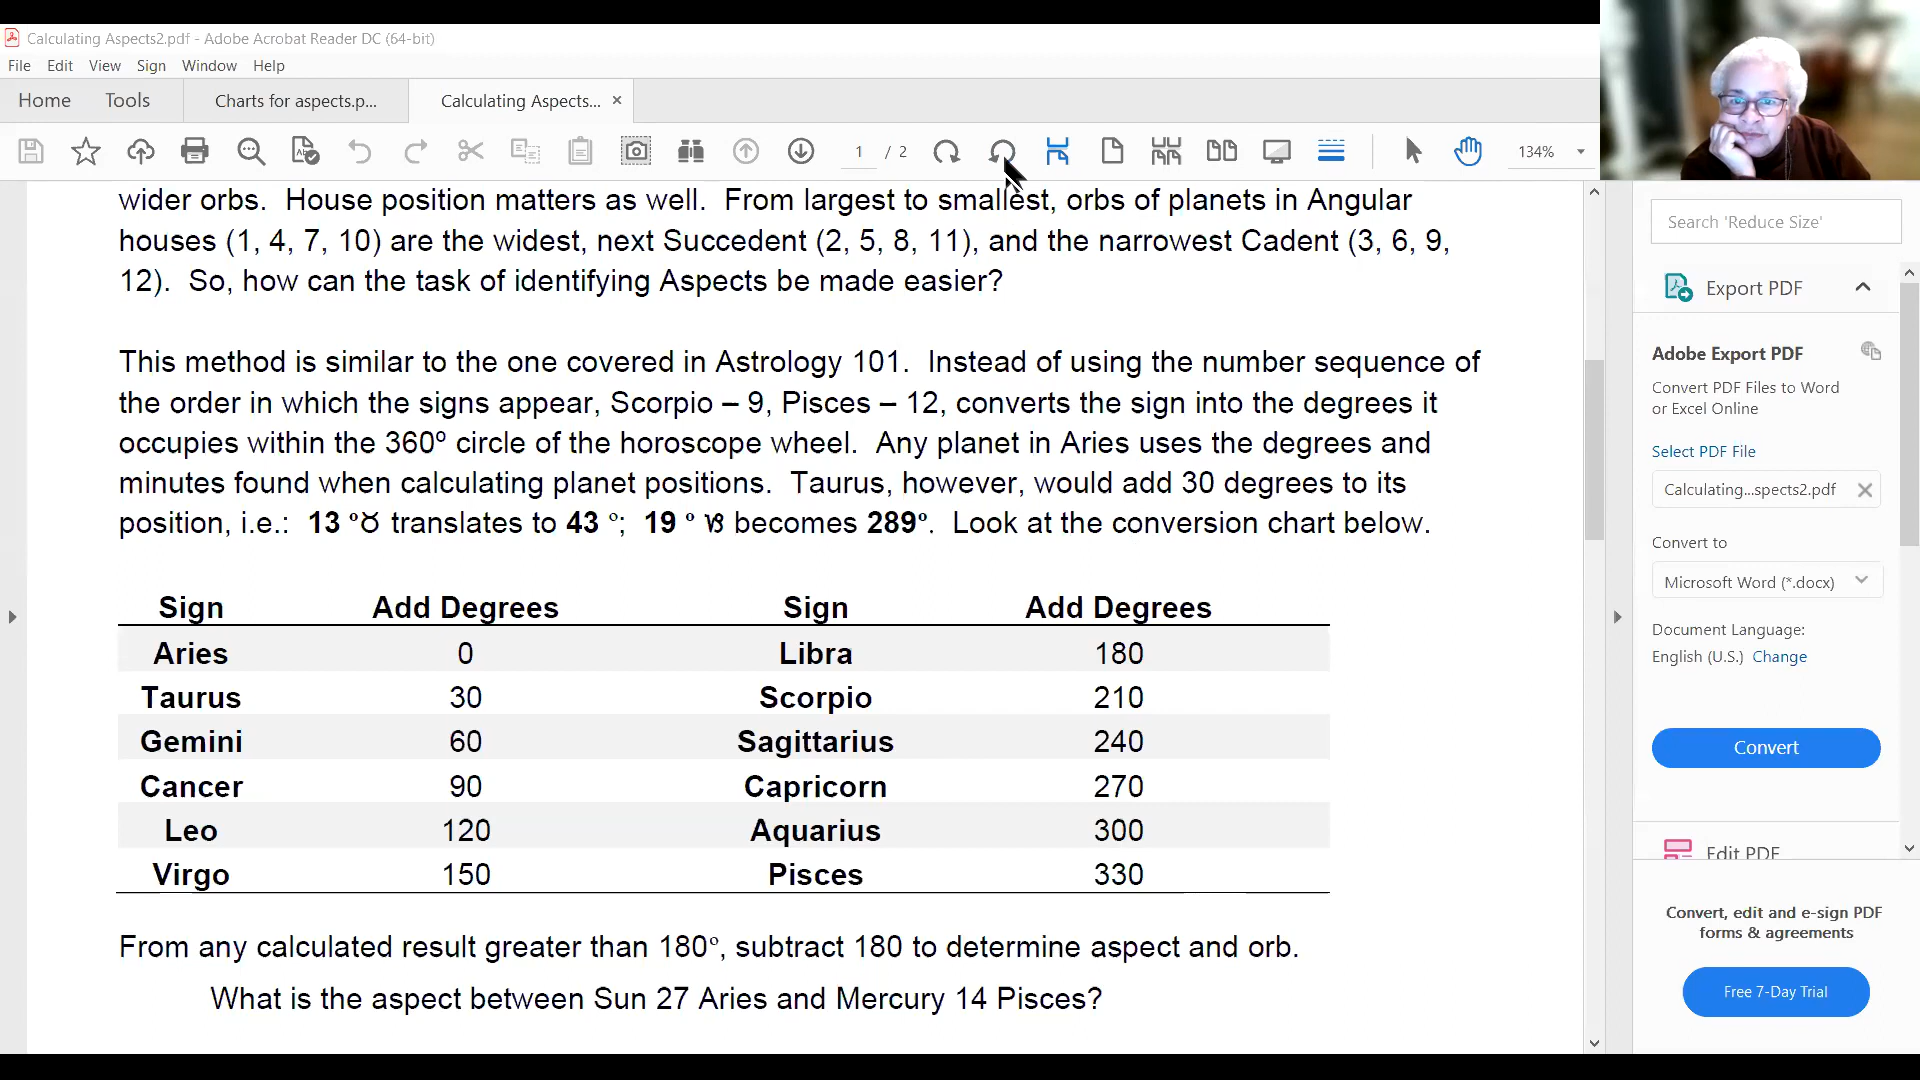 Calculating Aspects2.pdf - Adobe Acrobat Reader DC (64-bit)
File Edit View Sign Window Help
Home Tools Charts for aspects.p... Calculating Aspects... ×
1 / 2 134%
wider orbs. House position matters as well. From largest to smallest, orbs of planets in Angular
houses (1, 4, 7, 10) are the widest, next Succedent (2, 5, 8, 11), and the narrowest Cadent (3, 6, 9,
12). So, how can the task of identifying Aspects be made easier?
This method is similar to the one covered in Astrology 101. Instead of using the number sequence of
the order in which the signs appear, Scorpio – 9, Pisces – 12, converts the sign into the degrees it
occupies within the 360º circle of the horoscope wheel. Any planet in Aries uses the degrees and
minutes found when calculating planet positions. Taurus, however, would add 30 degrees to its
position, i.e.: 13 º♉ translates to 43 º; 19 º ♑ becomes 289º. Look at the conversion chart below.
Sign Add Degrees Sign Add Degrees
Aries 0 Libra 180
Taurus 30 Scorpio 210
Gemini 60 Sagittarius 240
Cancer 90 Capricorn 270
Leo 120 Aquarius 300
Virgo 150 Pisces 330
From any calculated result greater than 180º, subtract 180 to determine aspect and orb.
What is the aspect between Sun 27 Aries and Mercury 14 Pisces?
Search 'Reduce Size'
Export PDF
Adobe Export PDF
Convert PDF Files to Word
or Excel Online
Select PDF File
Calculating...spects2.pdf
Convert to
Microsoft Word (*.docx)
Document Language:
English (U.S.) Change
Convert
Edit PDF
Convert, edit and e-sign PDF
forms & agreements
Free 7-Day Trial